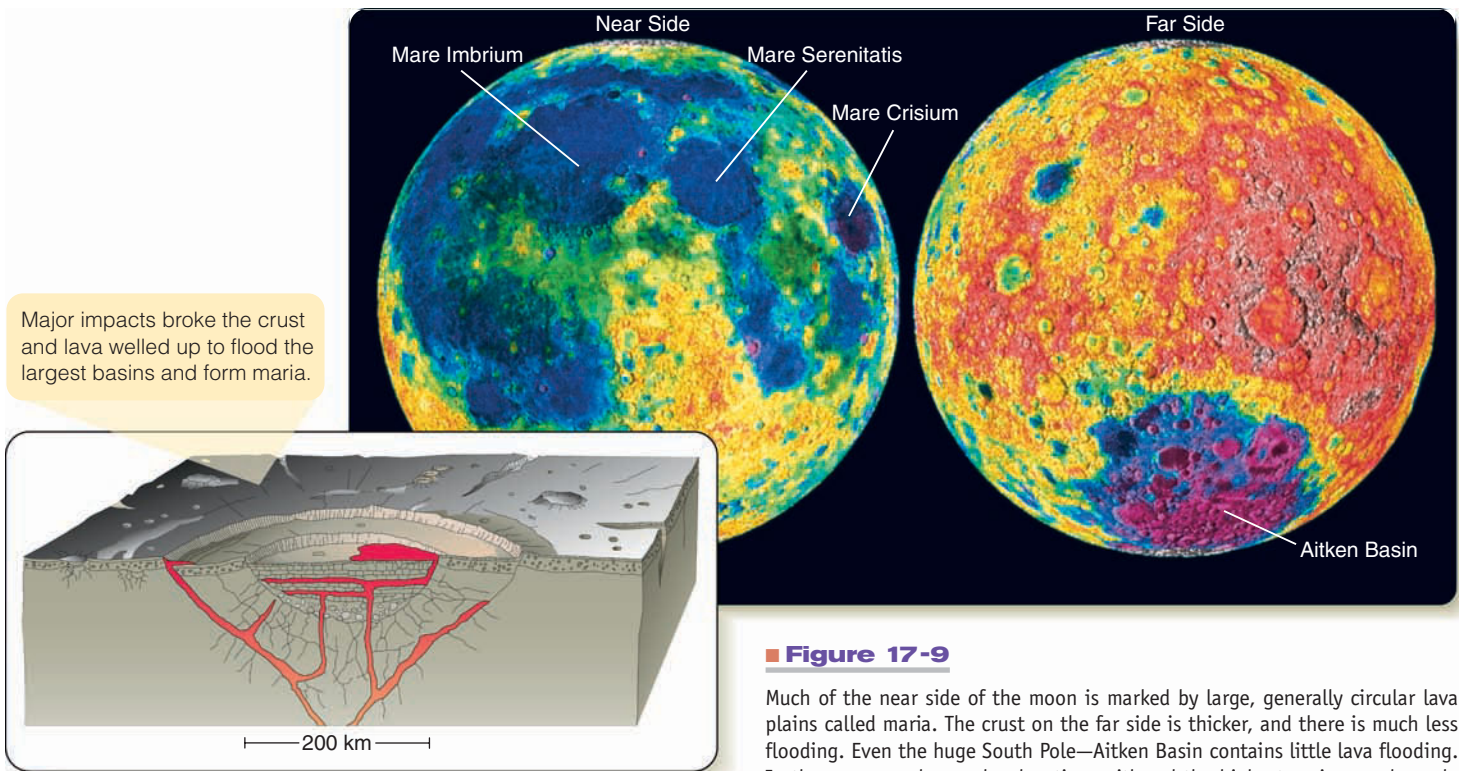 Near Side
Far Side
Mare Imbrium
Mare Serenitatis
Mare Crisium
Major impacts broke the crust
and lava welled up to flood the
largest basins and form maria.
Aitken Basin
200 km
■ Figure 17-9
Much of the near side of the moon is marked by large, generally circular lava
plains called maria. The crust on the far side is thicker, and there is much less
flooding. Even the huge South Pole—Aitken Basin contains little lava flooding.